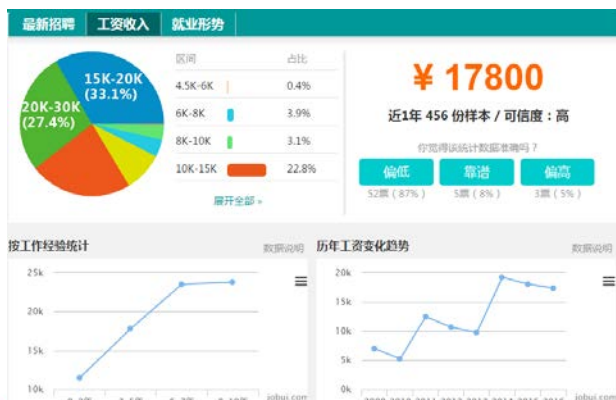 最新招聘 工资收入 就业形势
区间 占比
15K-20K
(33.1%)
20K-30K
(27.4%)
4.5K-6K 0.4%
6K-8K 3.9%
8K-10K 3.1%
10K-15K 22.8%
展开全部 »
¥ 17800
近1年 456 份样本 / 可信度：高
你觉得该统计数据准确吗？
偏低 靠谱 偏高
52票 ( 87% ) 5票 ( 8% ) 3票 ( 5% )
按工作经验统计 数据说明
25k
20k
15k
10k
jobui.com
历年工资变化趋势 数据说明
20k
15k
10k
5k
0k
jobui.com